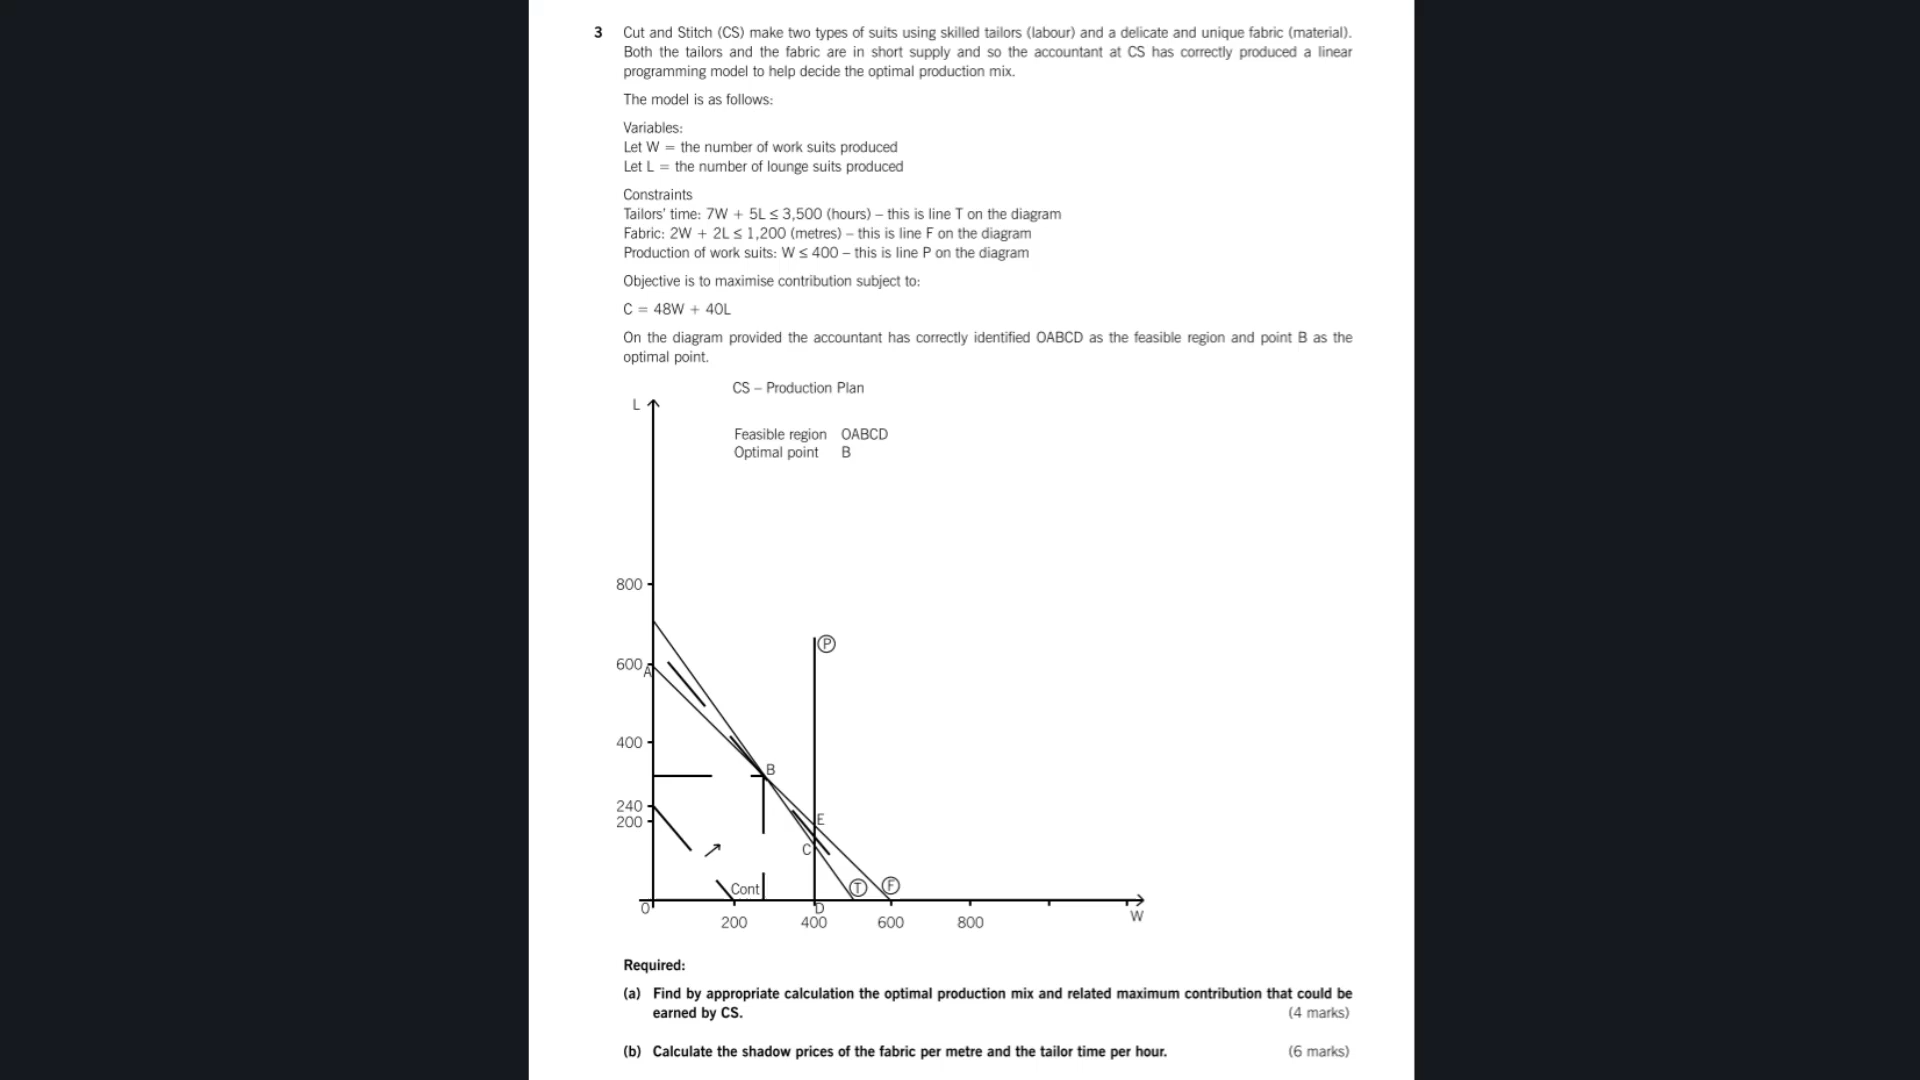 3 Cut and Stitch (CS) make two types of suits using skilled tailors (labour) and a delicate and unique fabric (material).
Both the tailors and the fabric are in short supply and so the accountant at CS has correctly produced a linear
programming model to help decide the optimal production mix.
The model is as follows:
Variables:
Let W = the number of work suits produced
Let L = the number of lounge suits produced
Constraints
Tailors' time: 7W + 5L ≤ 3,500 (hours) – this is line T on the diagram
Fabric: 2W + 2L ≤ 1,200 (metres) – this is line F on the diagram
Production of work suits: W ≤ 400 – this is line P on the diagram
Objective is to maximise contribution subject to:
C = 48W + 40L
On the diagram provided the accountant has correctly identified OABCD as the feasible region and point B as the
optimal point.
CS – Production Plan
L
Feasible region OABCD
Optimal point B
800
P
600
A
400
B
240
200
E
C
Cont
T
F
0
D
W
200 400 600 800
Required:
(a) Find by appropriate calculation the optimal production mix and related maximum contribution that could be
earned by CS. (4 marks)
(b) Calculate the shadow prices of the fabric per metre and the tailor time per hour. (6 marks)